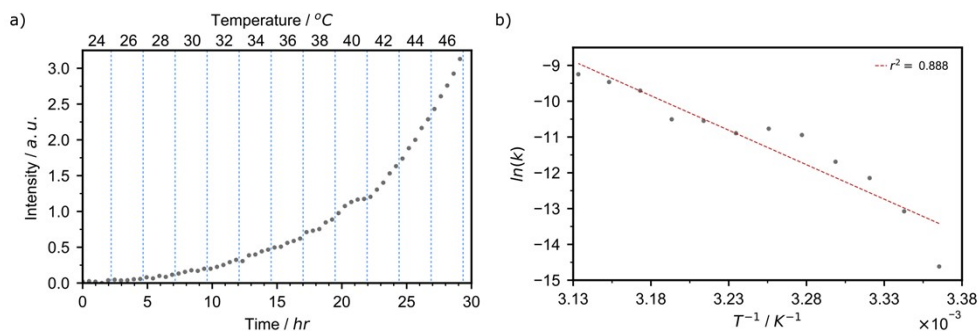 a)
Temperature / °C
24 26 28 30 32 34 36 38 40 42 44 46
3.0
2.5
2.0
1.5
1.0
0.5
0.0
Intensity / a. u.
0 5 10 15 20 25 30
Time / hr
b)
−9
−10
−11
−12
−13
−14
−15
ln(k)
r² = 0.888
3.13 3.18 3.23 3.28 3.33 3.38
×10⁻³
T⁻¹ / K⁻¹